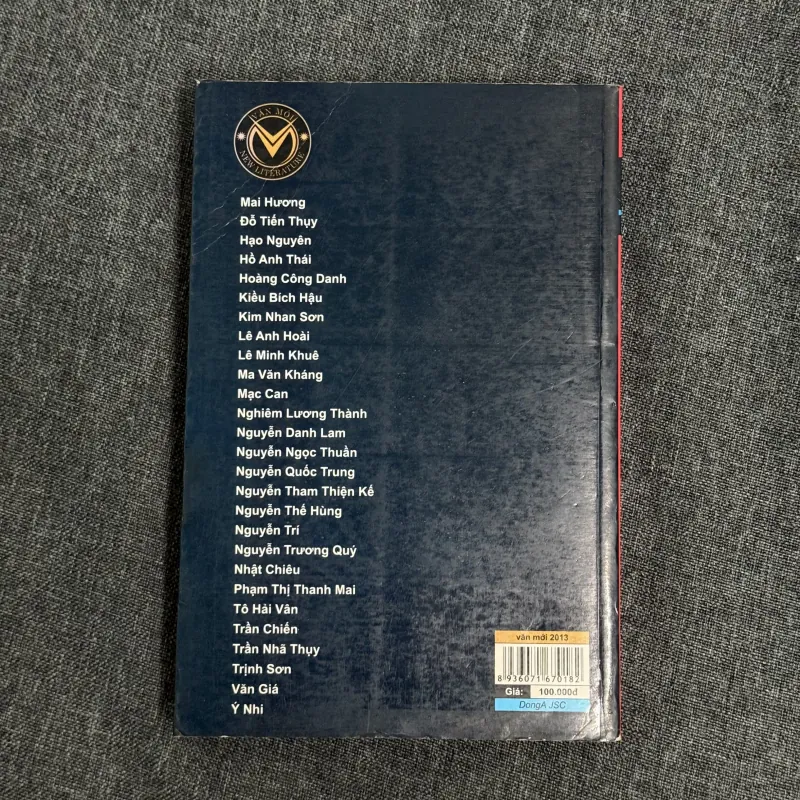 VĂN MỚI
NEW LITERATURE
Mai Hương
Đỗ Tiến Thụy
Hạo Nguyên
Hồ Anh Thái
Hoàng Công Danh
Kiều Bích Hậu
Kim Nhan Sơn
Lê Anh Hoài
Lê Minh Khuê
Ma Văn Kháng
Mạc Can
Nghiêm Lương Thành
Nguyễn Danh Lam
Nguyễn Ngọc Thuần
Nguyễn Quốc Trung
Nguyễn Tham Thiện Kế
Nguyễn Thế Hùng
Nguyễn Trí
Nguyễn Trương Quý
Nhật Chiêu
Phạm Thị Thanh Mai
Tô Hải Vân
Trần Chiến
Trần Nhã Thụy
Trịnh Sơn
Văn Giá
Ý Nhi
văn mới 2013
8 936071 670182
Giá: 100.000đ
DongA JSC